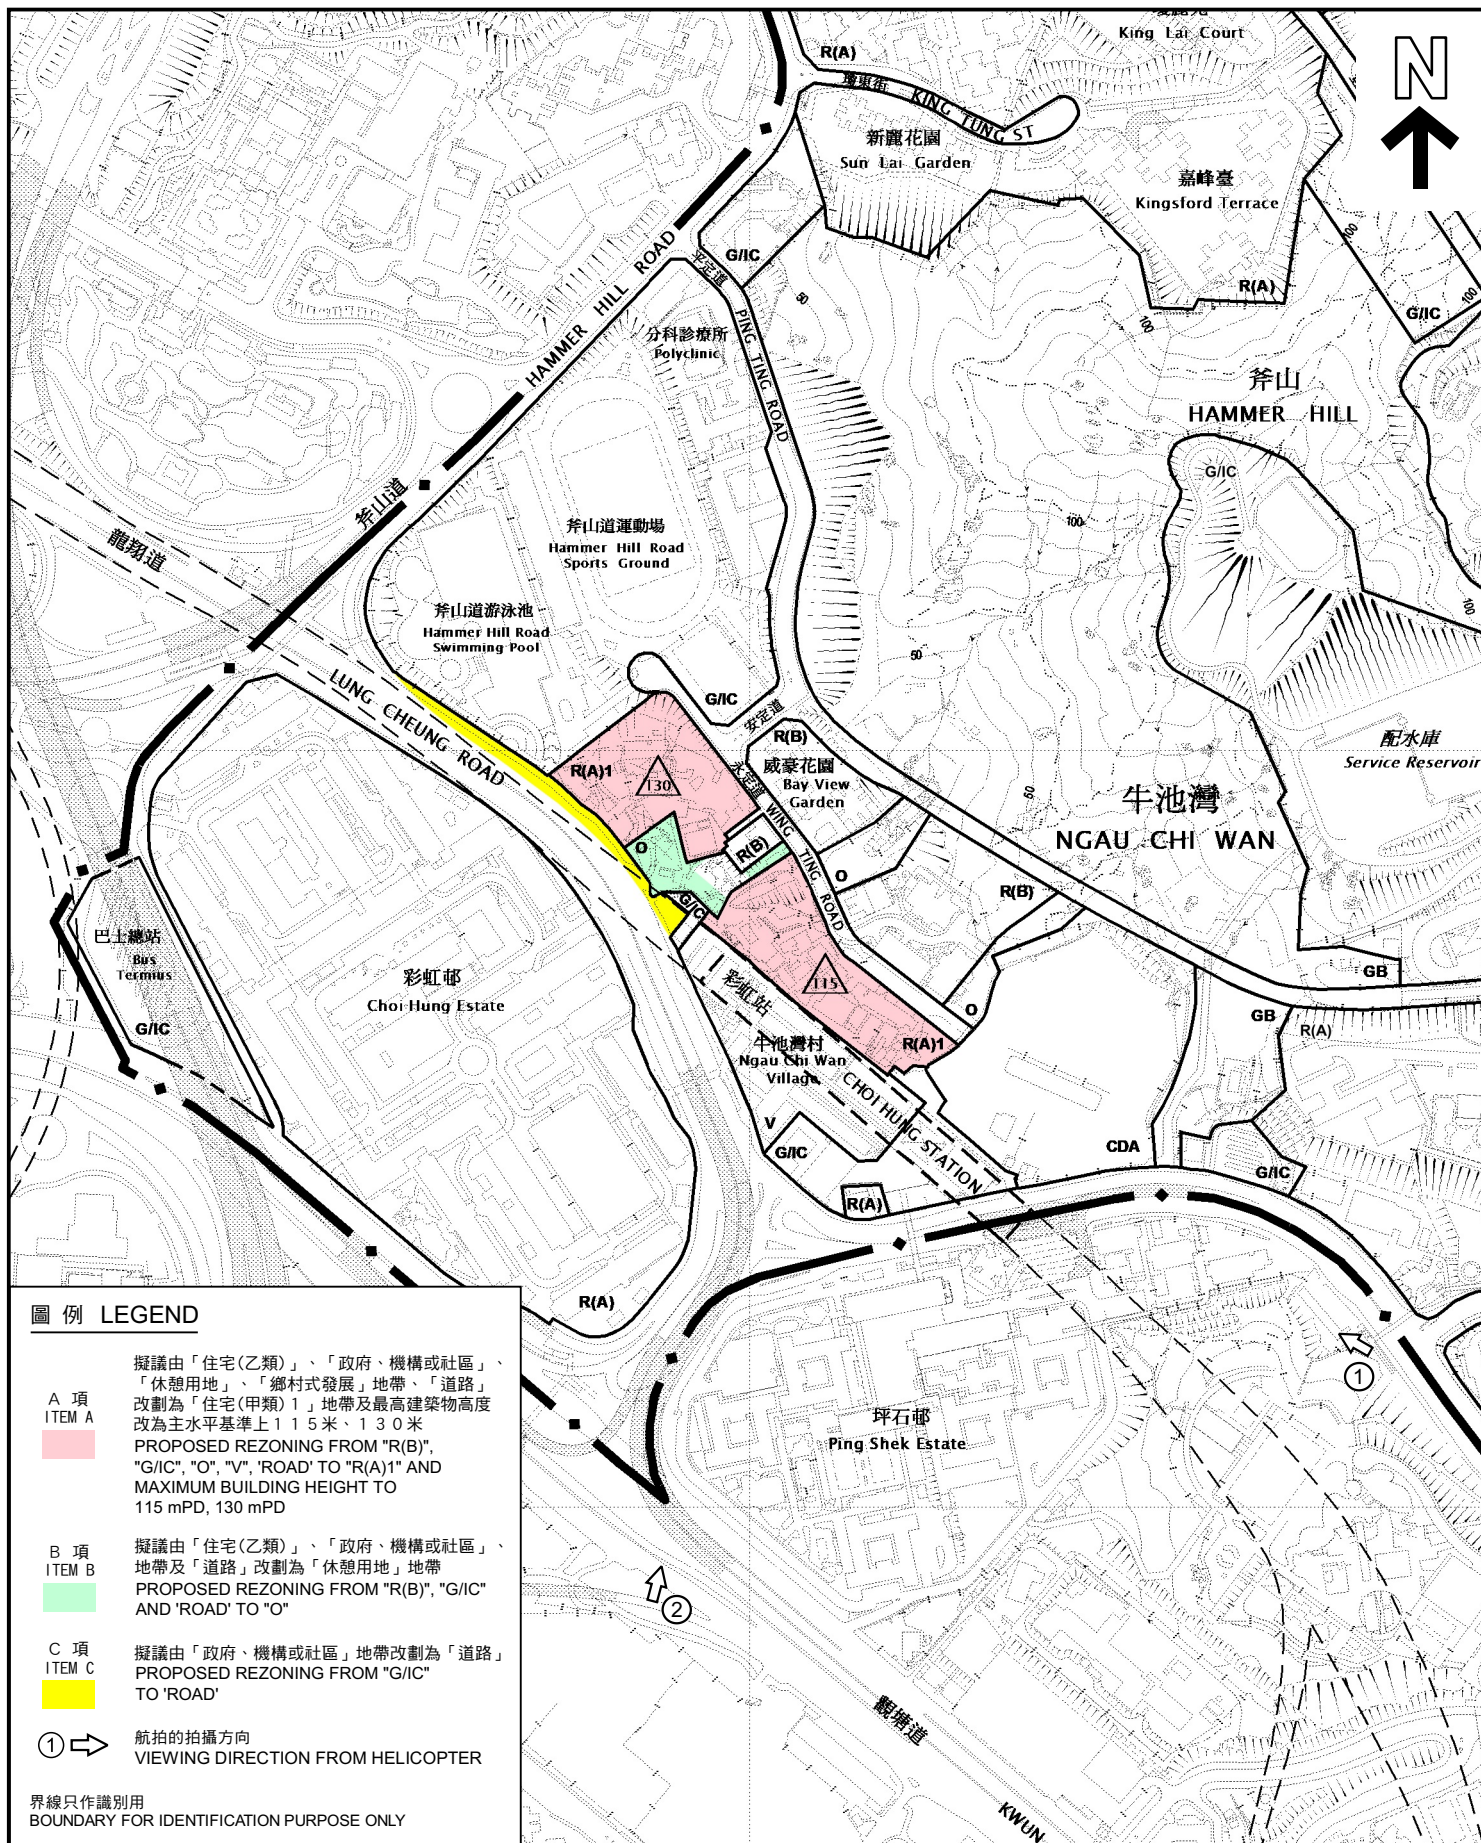 King Lai Court
N
R(A)
瓊東街 KING TUNG ST
新麗花園
Sun Lai Garden
嘉峰臺
Kingsford Terrace
R(A)
G/IC
100
100
G/IC
平定道
PING TING ROAD
HAMMER HILL ROAD
斧山道
50
100
分科診療所
Polyclinic
斧山
HAMMER HILL
G/IC
100
100
50
50
斧山道運動場
Hammer Hill Road
Sports Ground
龍翔道
LUNG CHEUNG ROAD
斧山道游泳池
Hammer Hill Road
Swimming Pool
G/IC
安定道
R(B)
威豪花園
Bay View
Garden
永定道 WING TING ROAD
R(A)1
130
O
R(B)
G/IC
配水庫
Service Reservoir
牛池灣
NGAU CHI WAN
O
R(B)
115
R(A)1
O
GB
GB
R(A)
巴士總站
Bus
Termius
G/IC
彩虹邨
Choi Hung Estate
彩虹站
CHOI HUNG STATION
牛池灣村
Ngau Chi Wan
Village
V
G/IC
R(A)
CDA
G/IC
R(A)
坪石邨
Ping Shek Estate
1
2
觀塘道
KWUN
圖 例 LEGEND
A 項
ITEM A
擬議由「住宅(乙類)」、「政府、機構或社區」、
「休憩用地」、「鄉村式發展」地帶、「道路」
改劃為「住宅(甲類) 1」地帶及最高建築物高度
改為主水平基準上115米、130米
PROPOSED REZONING FROM "R(B)",
"G/IC", "O", "V", 'ROAD' TO "R(A)1" AND
MAXIMUM BUILDING HEIGHT TO
115 mPD, 130 mPD
B 項
ITEM B
擬議由「住宅(乙類)」、「政府、機構或社區」、
地帶及「道路」改劃為「休憩用地」地帶
PROPOSED REZONING FROM "R(B)", "G/IC"
AND 'ROAD' TO "O"
C 項
ITEM C
擬議由「政府、機構或社區」地帶改劃為「道路」
PROPOSED REZONING FROM "G/IC"
TO 'ROAD'
1
航拍的拍攝方向
VIEWING DIRECTION FROM HELICOPTER
界線只作識別用
BOUNDARY FOR IDENTIFICATION PURPOSE ONLY